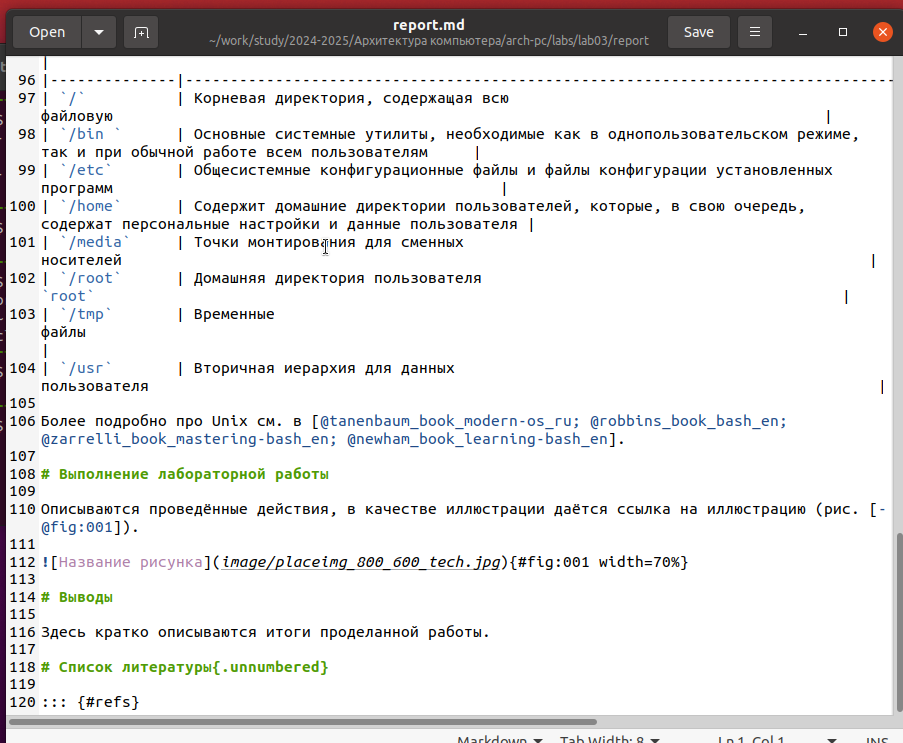 Open
report.md
~/work/study/2024-2025/Архитектура компьютера/arch-pc/labs/lab03/report
Save
|
96 |--------------|-------------------------------------------------------------------------------
97 | `/` | Корневая директория, содержащая всю
файловую |
98 | `/bin ` | Основные системные утилиты, необходимые как в однопользовательском режиме,
так и при обычной работе всем пользователям |
99 | `/etc` | Общесистемные конфигурационные файлы и файлы конфигурации установленных
программ |
100 | `/home` | Содержит домашние директории пользователей, которые, в свою очередь,
содержат персональные настройки и данные пользователя |
101 | `/media` | Точки монтирования для сменных
носителей |
102 | `/root` | Домашняя директория пользователя
`root` |
103 | `/tmp` | Временные
файлы
|
104 | `/usr` | Вторичная иерархия для данных
пользователя |
105
106 Более подробно про Unix см. в [@tanenbaum_book_modern-os_ru; @robbins_book_bash_en;
@zarrelli_book_mastering-bash_en; @newham_book_learning-bash_en].
107
108 # Выполнение лабораторной работы
109
110 Описываются проведённые действия, в качестве иллюстрации даётся ссылка на иллюстрацию (рис. [-
@fig:001]).
111
112 ![Название рисунка](image/placeimg_800_600_tech.jpg){#fig:001 width=70%}
113
114 # Выводы
115
116 Здесь кратко описываются итоги проделанной работы.
117
118 # Список литературы{.unnumbered}
119
120 ::: {#refs}
Markdown Tab Width: 8 Ln 1, Col 1 INS